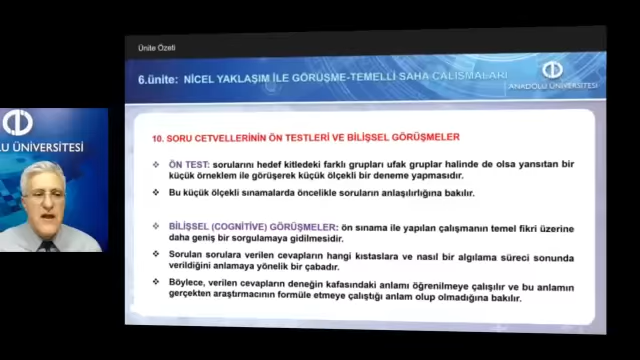 Ünite Özeti
6.ünite: NİCEL YAKLAŞIM İLE GÖRÜŞME-TEMELLİ SAHA ÇALIŞMALARI
ANADOLU ÜNİVERSİTESİ
LU ÜNİVERSİTESİ
10. SORU CETVELLERİNİN ÖN TESTLERİ VE BİLİŞSEL GÖRÜŞMELER
❖ ÖN TEST: sorularını hedef kitledeki farklı grupları ufak gruplar halinde de olsa yansıtan bir
küçük örneklem ile görüşerek küçük ölçekli bir deneme yapmasıdır.
❖ Bu küçük ölçekli sınamalarda öncelikle soruların anlaşılırlığına bakılır.
❖ BİLİŞSEL (COGNİTİVE) GÖRÜŞMELER: ön sınama ile yapılan çalışmanın temel fikri üzerine
daha geniş bir sorgulamaya gidilmesidir.
❖ Sorulan sorulara verilen cevapların hangi kıstaslara ve nasıl bir algılama süreci sonunda
verildiğini anlamaya yönelik bir çabadır.
❖ Böylece, verilen cevapların deneğin kafasındaki anlamı öğrenilmeye çalışılır ve bu anlamın
gerçekten araştırmacının formüle etmeye çalıştığı anlam olup olmadığına bakılır.